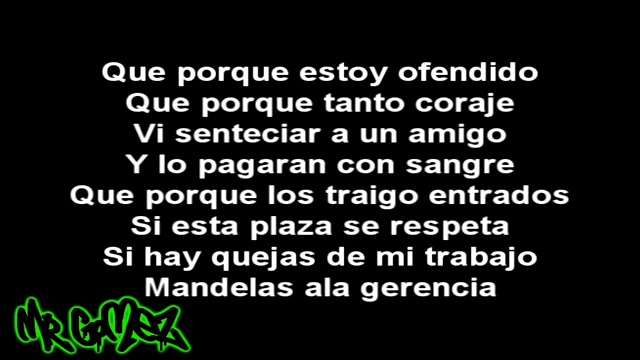 Que porque estoy ofendido
Que porque tanto coraje
Vi senteciar a un amigo
Y lo pagaran con sangre
Que porque los traigo entrados
Si esta plaza se respeta
Si hay quejas de mi trabajo
Mandelas ala gerencia
MR GAMEZ